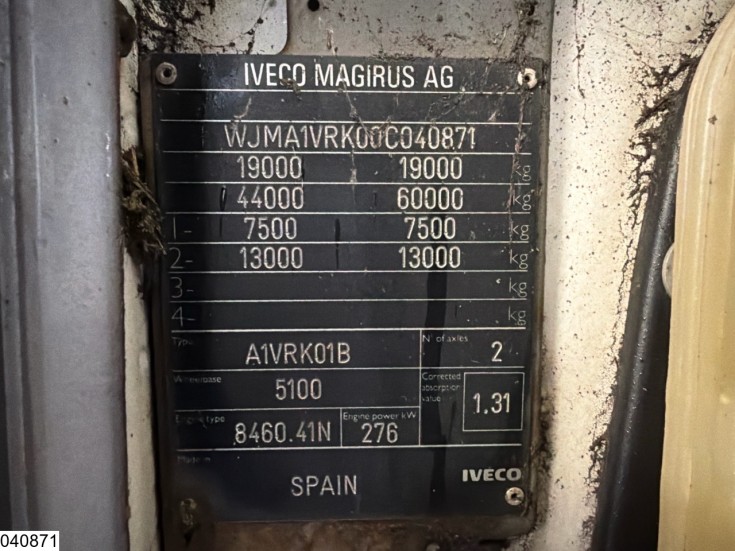 IVECO MAGIRUS AG
WJMA1VRK00C040871
19000 19000 kg
44000 60000 kg
1- 7500 7500 kg
2- 13000 13000 kg
3- kg
4- kg
Type A1VRK01B N° of axles 2
Wheelbase 5100 Corrected absorption value 1.31
Engine type 8460.41N Engine power kW 276
Made in SPAIN IVECO
040871